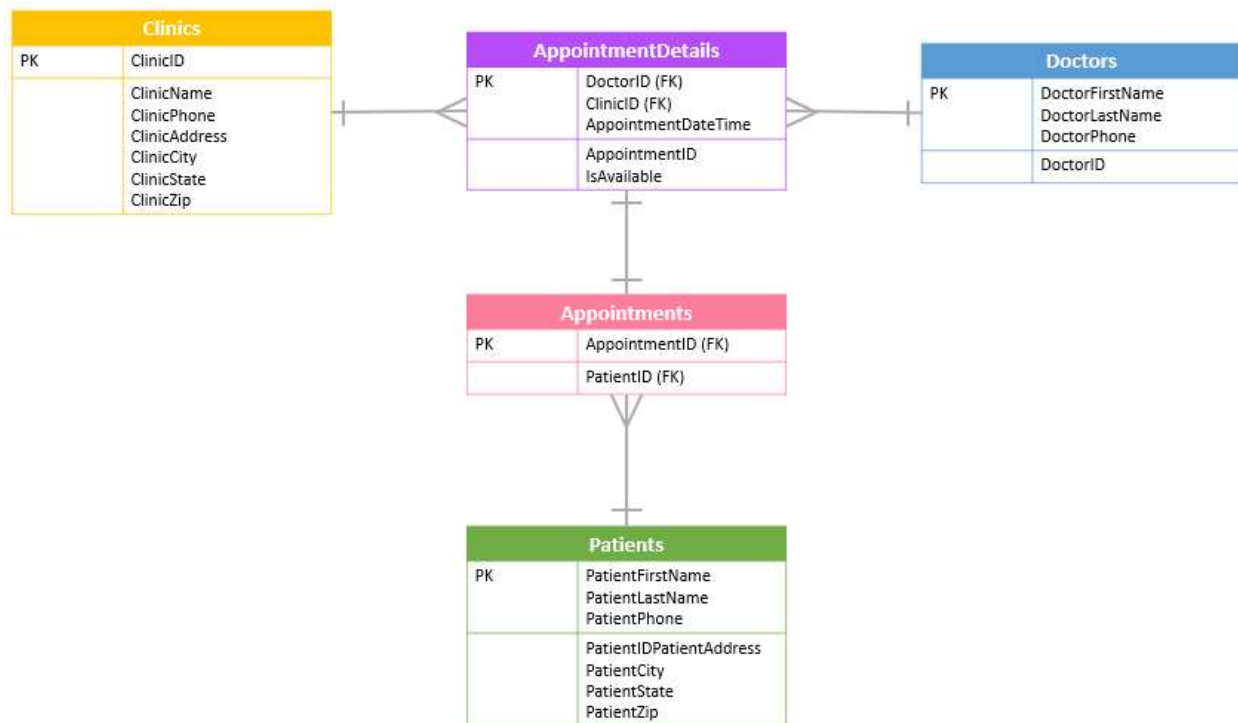 Clinics
PK ClinicID
ClinicName
ClinicPhone
ClinicAddress
ClinicCity
ClinicState
ClinicZip
AppointmentDetails
PK DoctorID (FK)
ClinicID (FK)
AppointmentDateTime
AppointmentID
IsAvailable
Doctors
PK DoctorFirstName
DoctorLastName
DoctorPhone
DoctorID
Appointments
PK AppointmentID (FK)
PatientID (FK)
Patients
PK PatientFirstName
PatientLastName
PatientPhone
PatientIDPatientAddress
PatientCity
PatientState
PatientZip